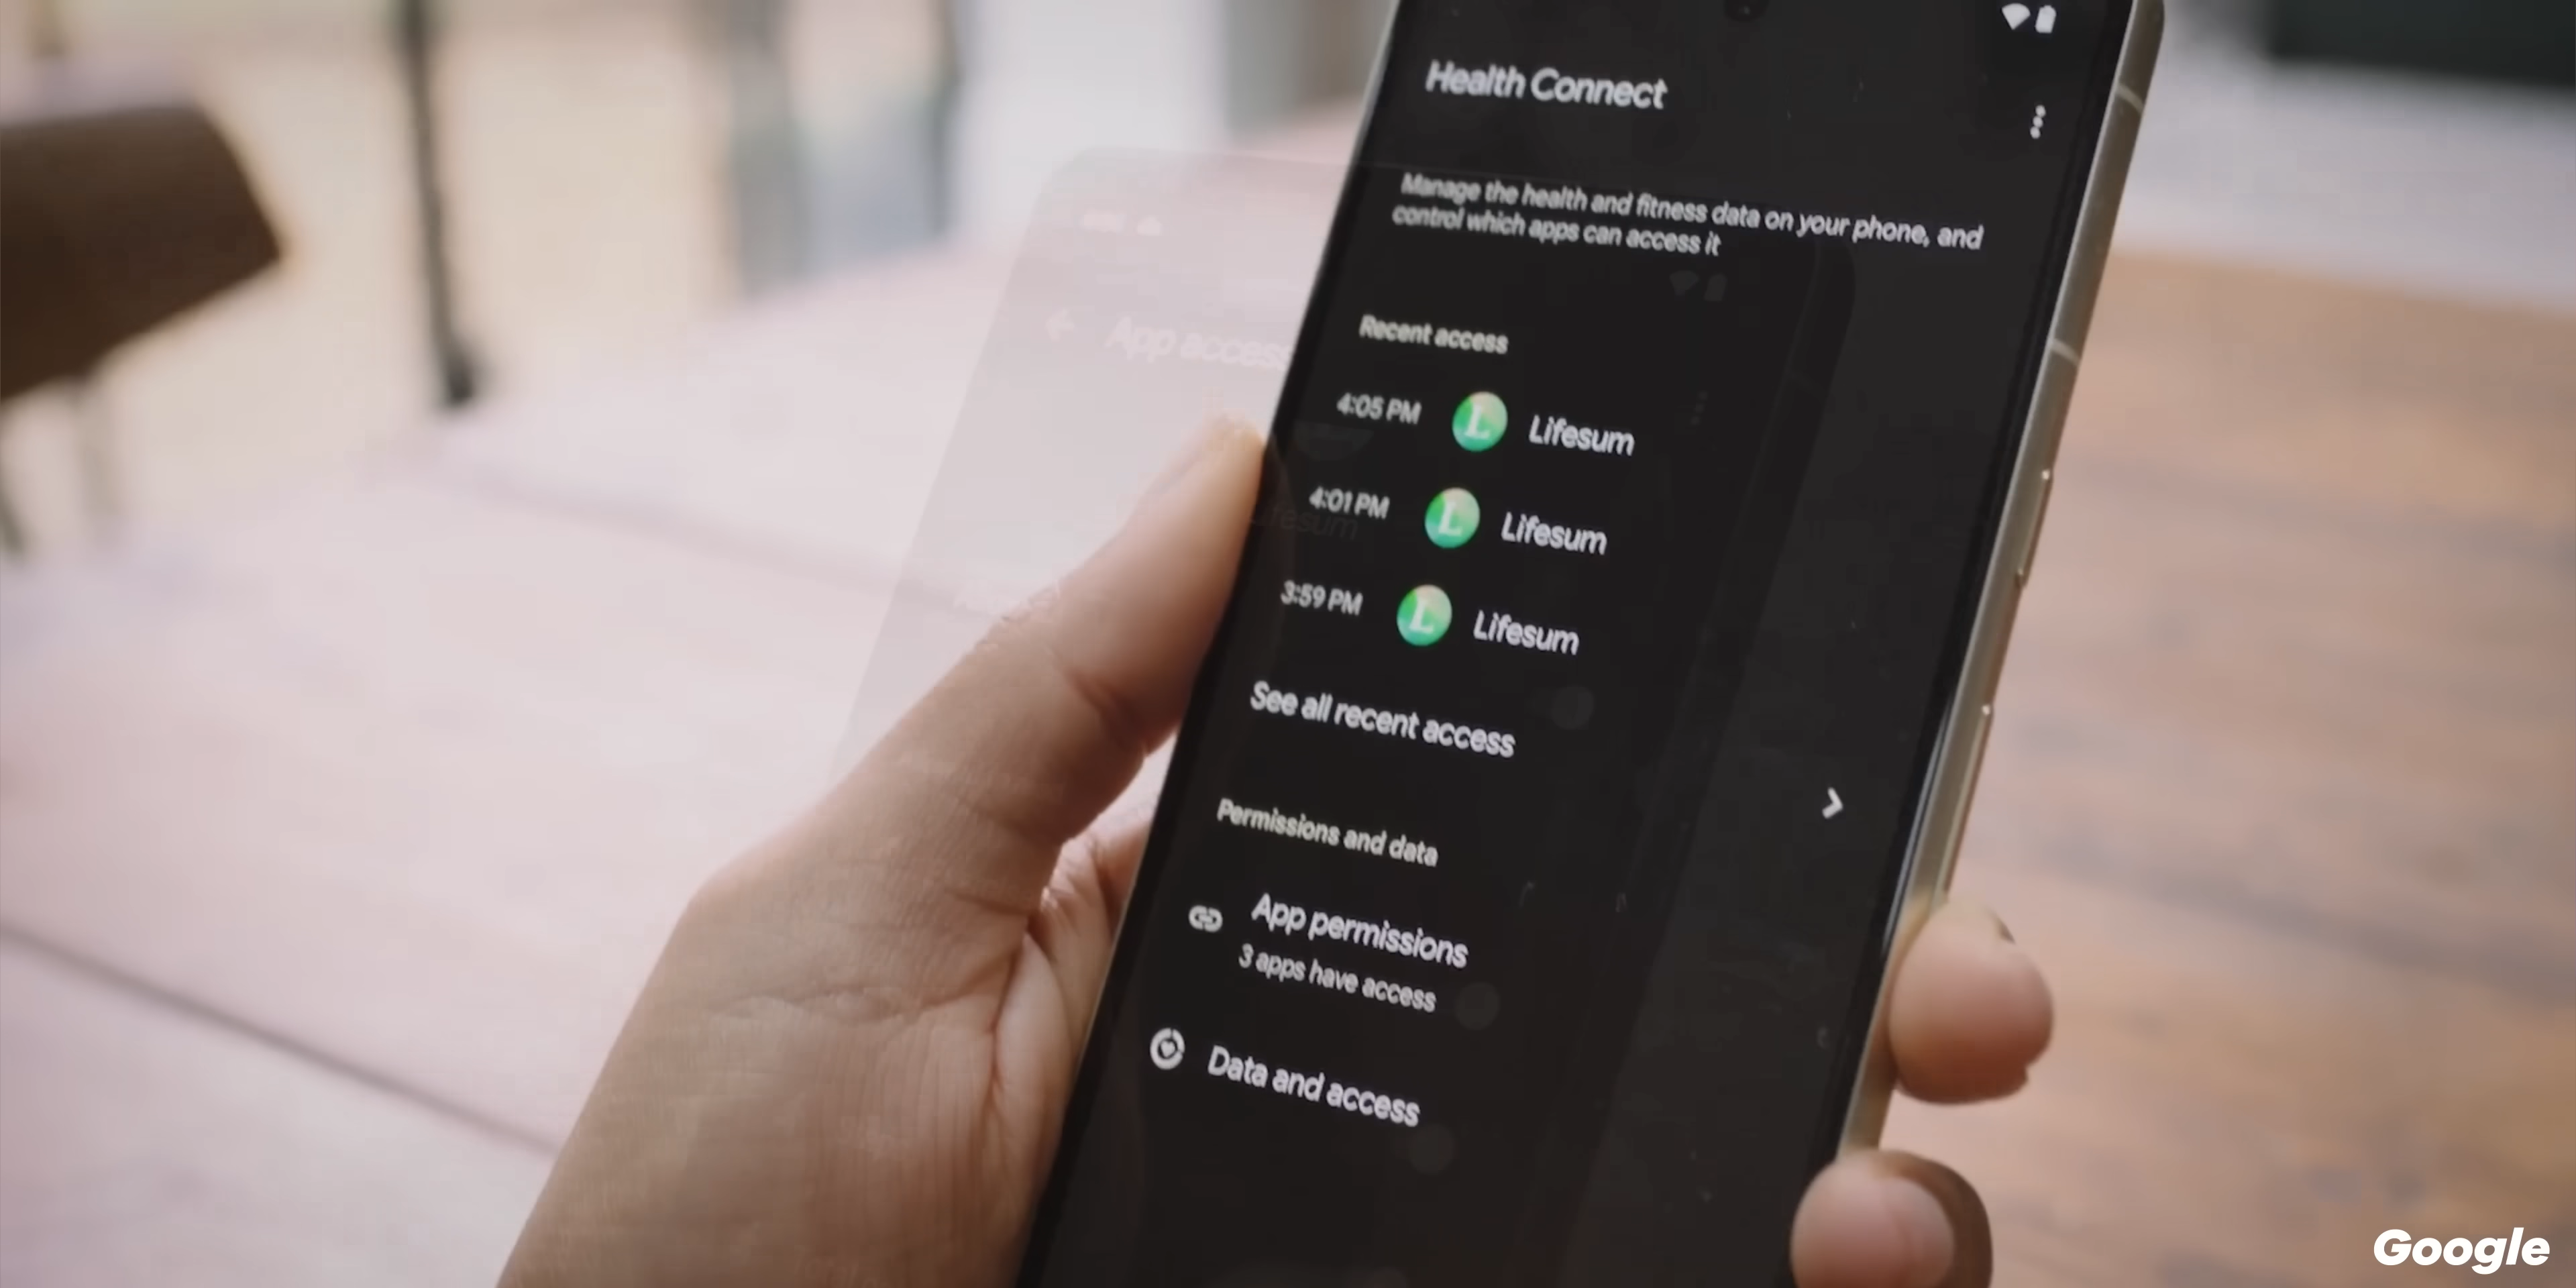 Health Connect
Manage the health and fitness data on your phone, and
control which apps can access it
Recent access
4:05 PM L Lifesum
4:01 PM L Lifesum
3:59 PM L Lifesum
See all recent access
Permissions and data
App permissions
3 apps have access
Data and access
App access
Google